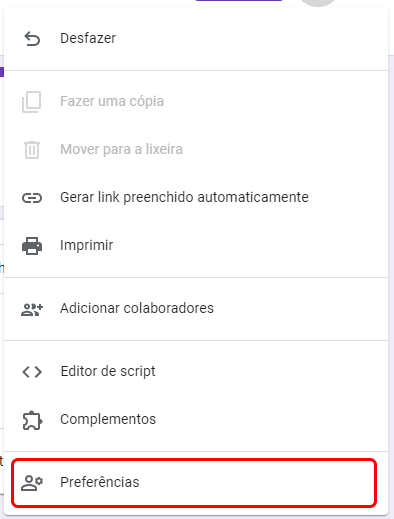 Desfazer
Fazer uma cópia
Mover para a lixeira
Gerar link preenchido automaticamente
Imprimir
Adicionar colaboradores
Editor de script
Complementos
Preferências